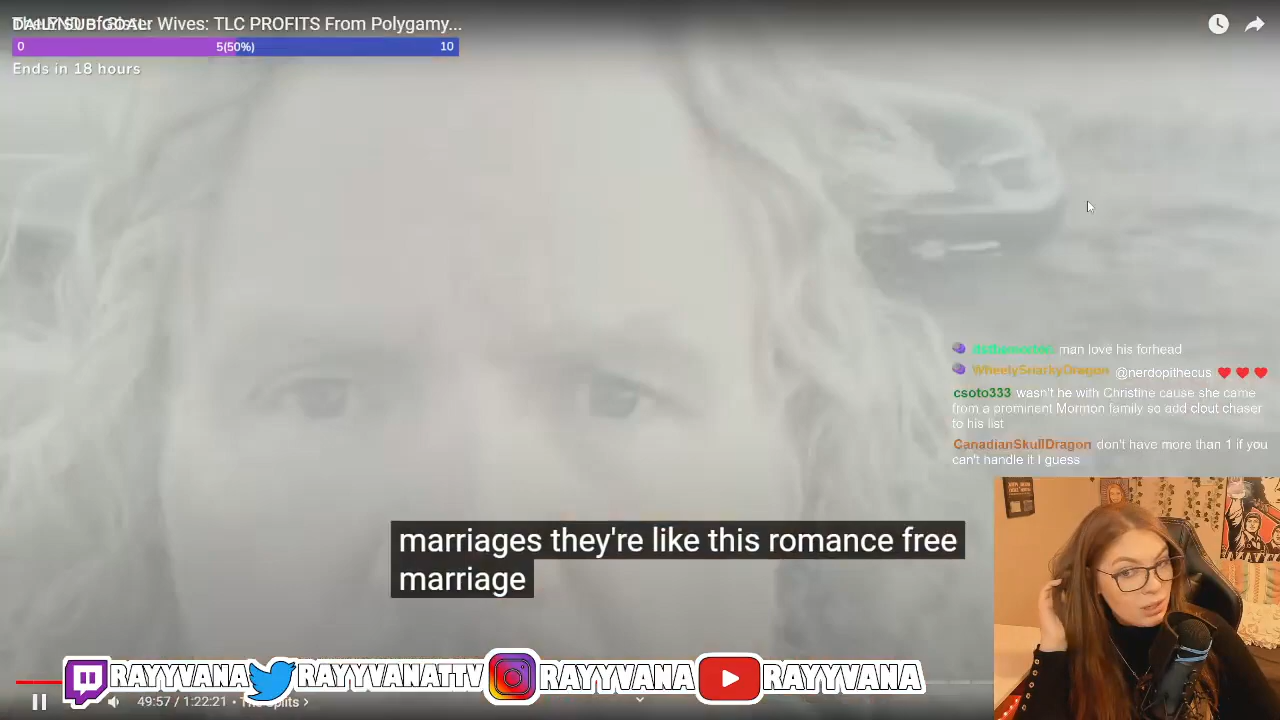 Sister Wives: TLC PROFITS From Polygamy...
0 5(50%) 10
Ends in 18 hours
man love his forhead
WheelySnarkyDragon @nerdopithecus
csoto333 wasn't he with Christine cause she came
from a prominent Mormon family so add clout chaser
to his list
CanadianSkullDragon don't have more than 1 if you
can't handle it I guess
marriages they're like this romance free
marriage
RAYYVANA RAYYVANATTV RAYYVANA RAYYVANA
49:57 / 1:22:21